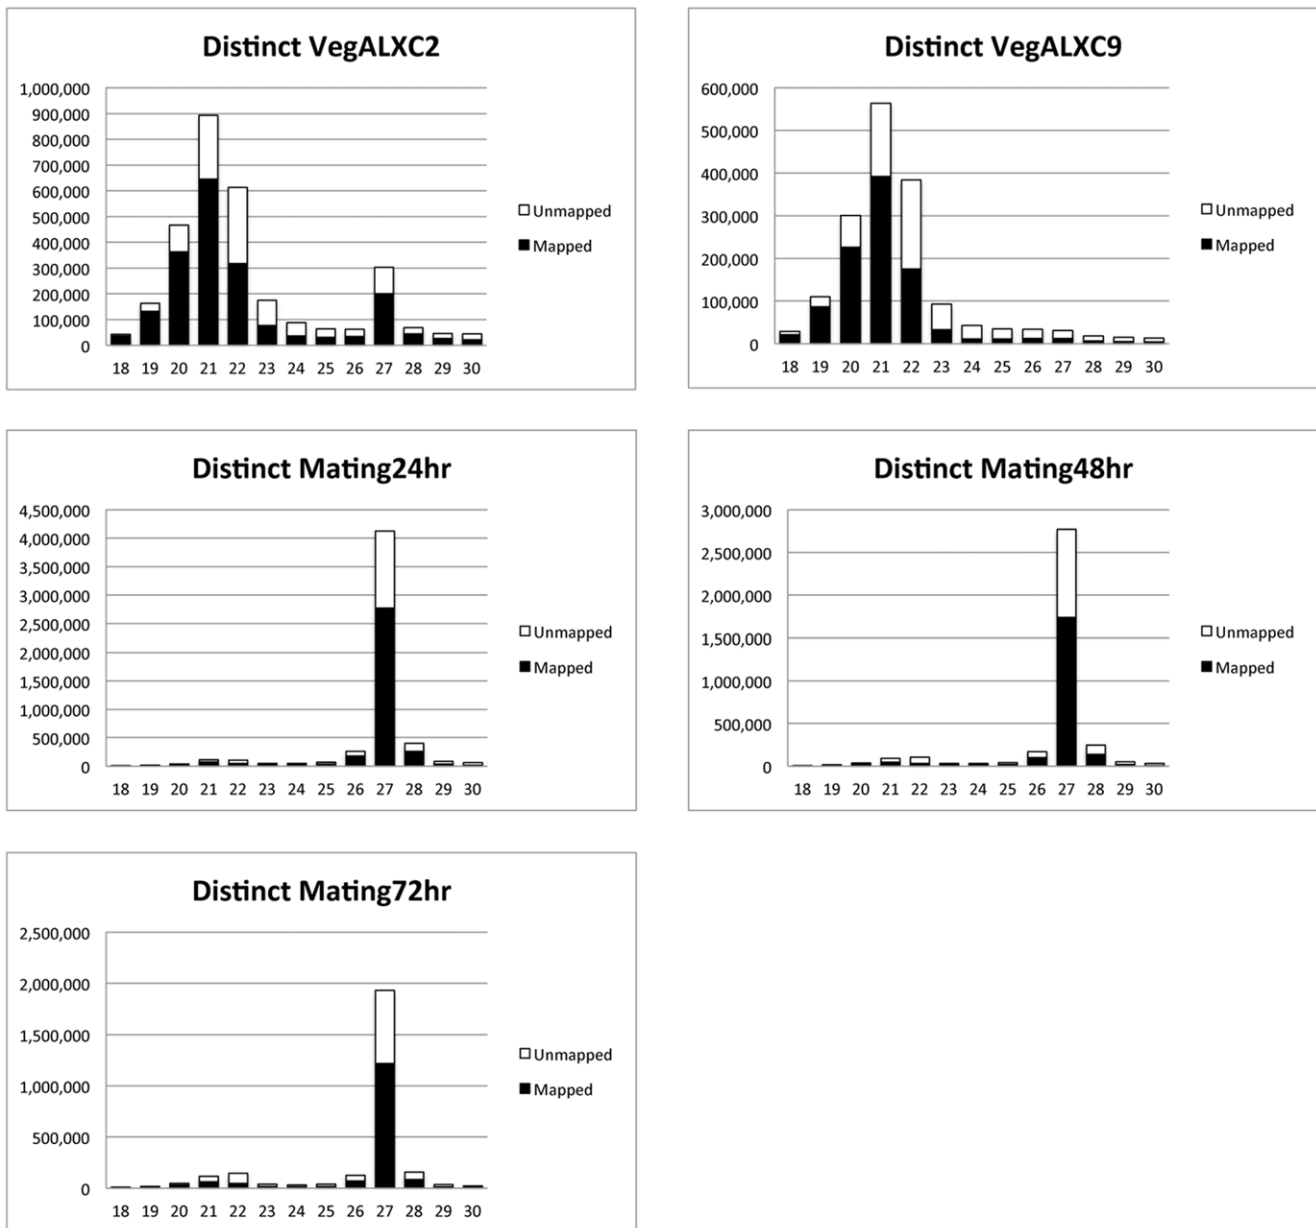 Distinct VegALXC2
1,000,000
900,000
800,000
700,000
600,000
500,000
400,000
300,000
200,000
100,000
0
18 19 20 21 22 23 24 25 26 27 28 29 30
Unmapped
Mapped
Distinct VegALXC9
600,000
500,000
400,000
300,000
200,000
100,000
0
18 19 20 21 22 23 24 25 26 27 28 29 30
Unmapped
Mapped
Distinct Mating24hr
4,500,000
4,000,000
3,500,000
3,000,000
2,500,000
2,000,000
1,500,000
1,000,000
500,000
0
18 19 20 21 22 23 24 25 26 27 28 29 30
Unmapped
Mapped
Distinct Mating48hr
3,000,000
2,500,000
2,000,000
1,500,000
1,000,000
500,000
0
18 19 20 21 22 23 24 25 26 27 28 29 30
Unmapped
Mapped
Distinct Mating72hr
2,500,000
2,000,000
1,500,000
1,000,000
500,000
0
18 19 20 21 22 23 24 25 26 27 28 29 30
Unmapped
Mapped